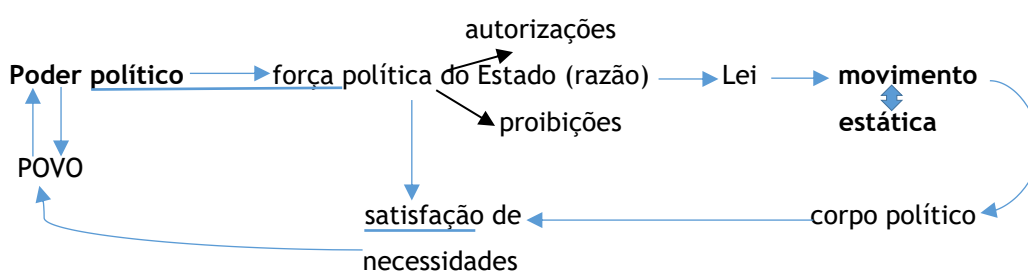 autorizações
Poder político força política do Estado (razão) Lei movimento
proibições estática
POVO
satisfação de corpo político
necessidades